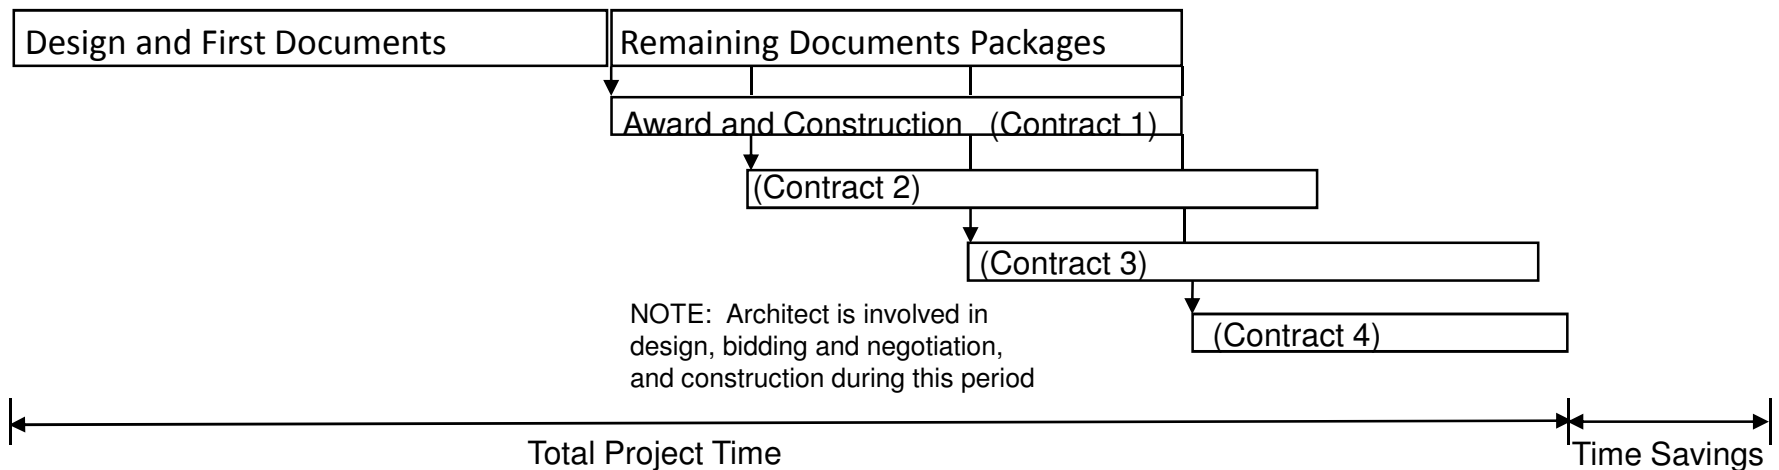 Design and First Documents
Remaining Documents Packages
Award and Construction (Contract 1)
(Contract 2)
(Contract 3)
(Contract 4)
NOTE: Architect is involved in
design, bidding and negotiation,
and construction during this period
Total Project Time
Time Savings